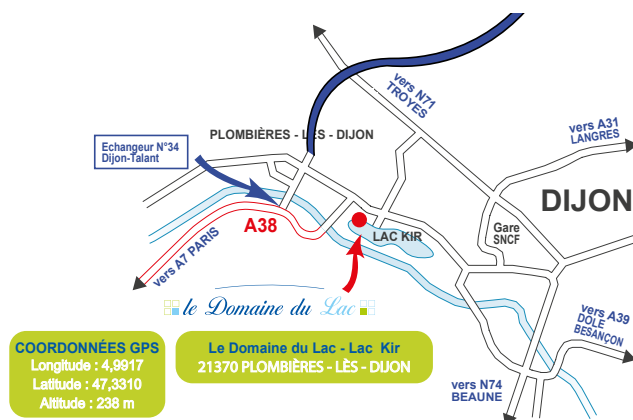 vers N71
TROYES
PLOMBIÈRES - LÈS - DIJON
Echangeur N°34
Dijon-Talant
vers A31
LANGRES
DIJON
A38
LAC KIR
Gare
SNCF
vers A7 PARIS
le Domaine du Lac
vers A39
DOLE
BESANÇON
COORDONNÉES GPS
Longitude : 4,9917
Latitude : 47,3310
Altitude : 238 m
Le Domaine du Lac - Lac Kir
21370 PLOMBIÈRES - LÈS - DIJON
vers N74
BEAUNE